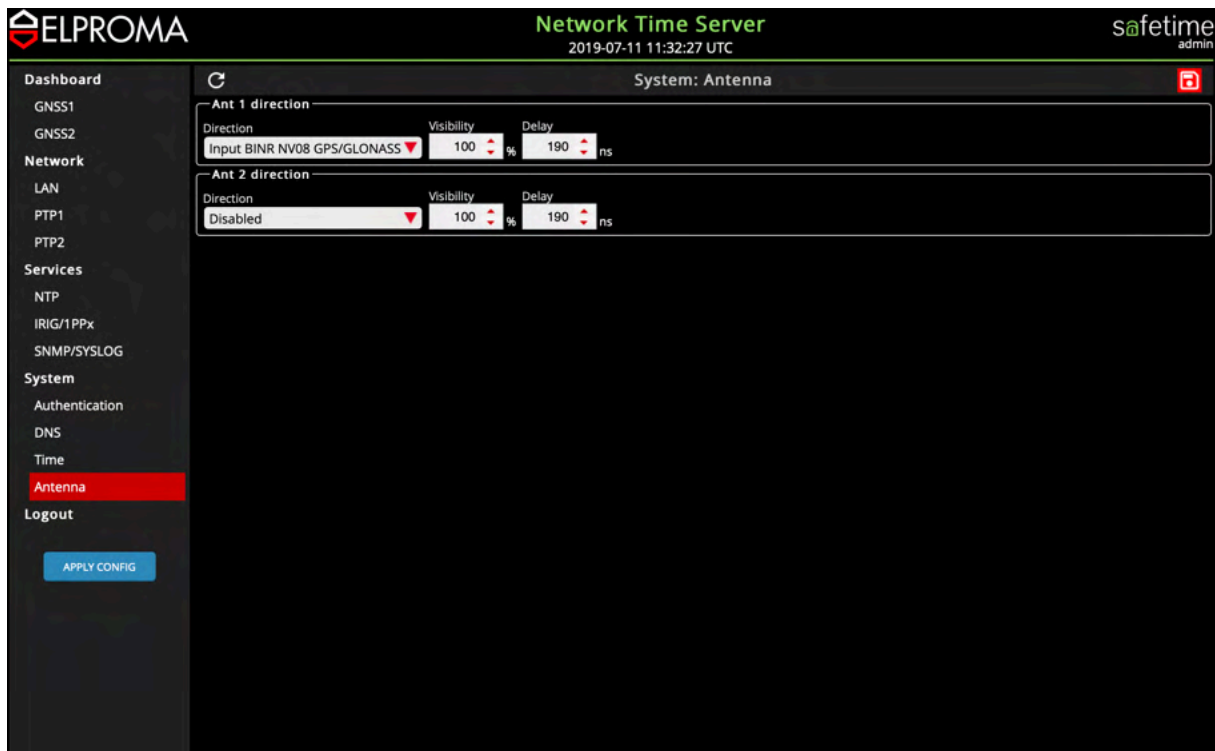 ELPROMA
Network Time Server
2019-07-11 11:32:27 UTC
safetime
admin
Dashboard
GNSS1
GNSS2
Network
LAN
PTP1
PTP2
Services
NTP
IRIG/1PPx
SNMP/SYSLOG
System
Authentication
DNS
Time
Antenna
Logout
APPLY CONFIG
System: Antenna
Ant 1 direction
Direction Visibility Delay
Input BINR NV08 GPS/GLONASS 100 % 190 ns
Ant 2 direction
Direction Visibility Delay
Disabled 100 % 190 ns